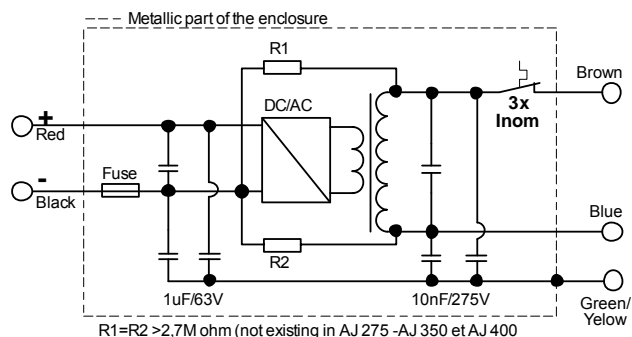 Metallic part of the enclosure
R1
DC/AC
Brown
3x
Inom
+
Red
Fuse
-
Black
Blue
R2
1uF/63V
10nF/275V
Green/
Yelow
R1=R2 >2,7M ohm (not existing in AJ 275 -AJ 350 et AJ 400